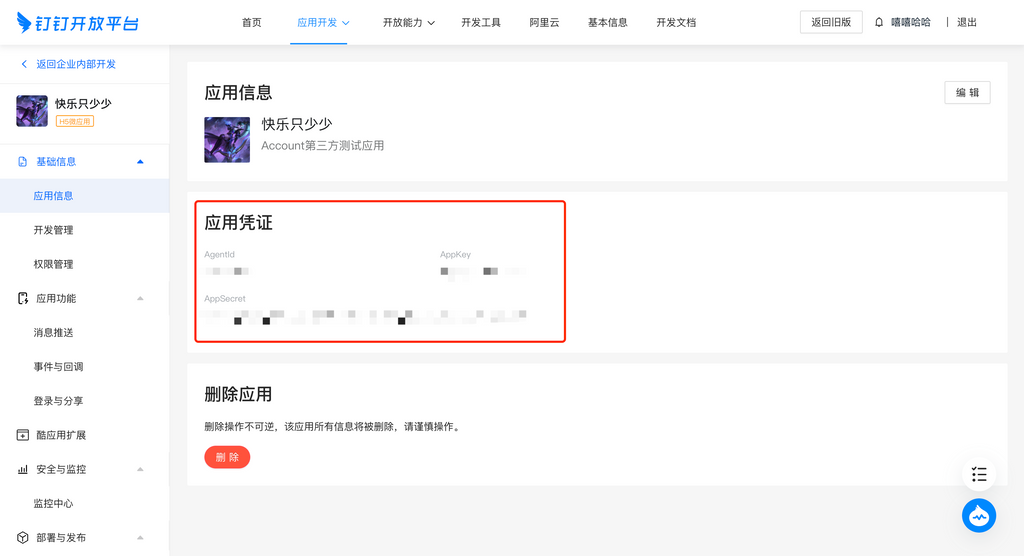 钉钉开放平台
首页 应用开发 开放能力 开发工具 阿里云 基本信息 开发文档 返回旧版 嘻嘻哈哈 | 退出
返回企业内部开发
快乐只少少
H5微应用
基础信息
应用信息
开发管理
权限管理
应用功能
消息推送
事件与回调
登录与分享
酷应用扩展
安全与监控
监控中心
部署与发布
应用信息
编 辑
快乐只少少
Account第三方测试应用
应用凭证
AgentId AppKey
AppSecret
删除应用
删除操作不可逆，该应用所有信息将被删除，请谨慎操作。
删 除